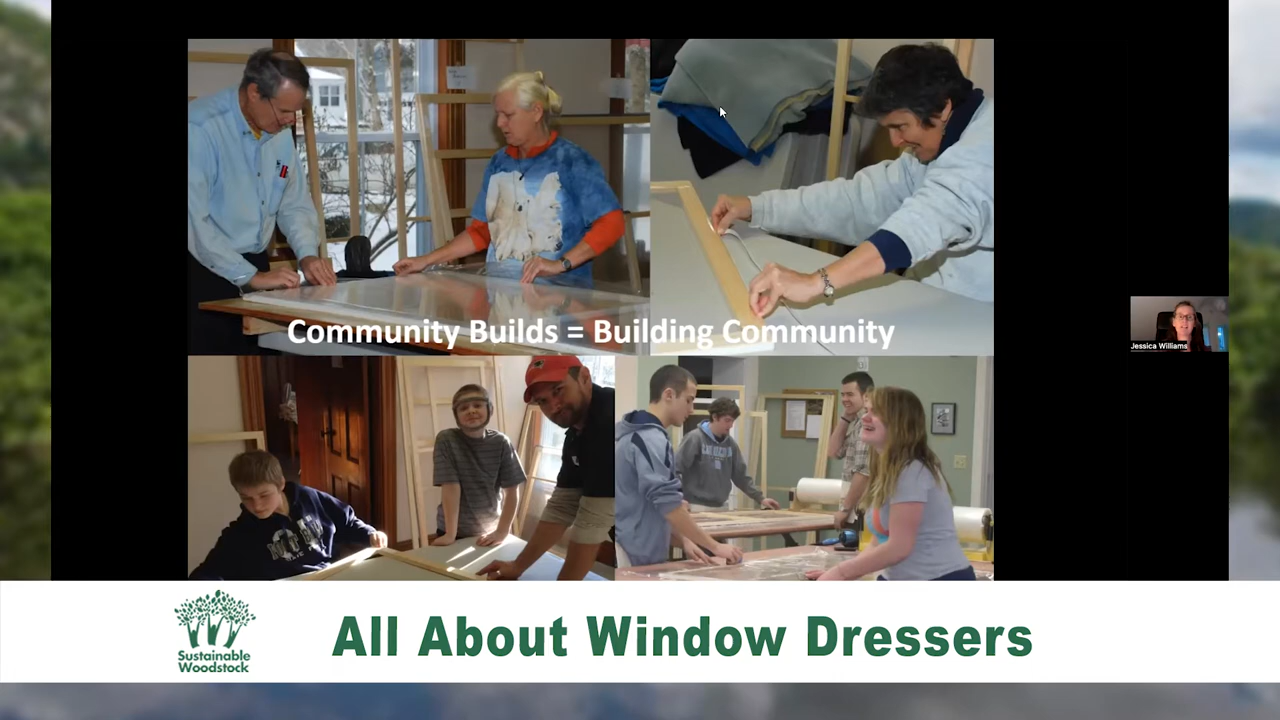 Community Builds = Building Community
Jessica Williams
All About Window Dressers
Sustainable
Woodstock